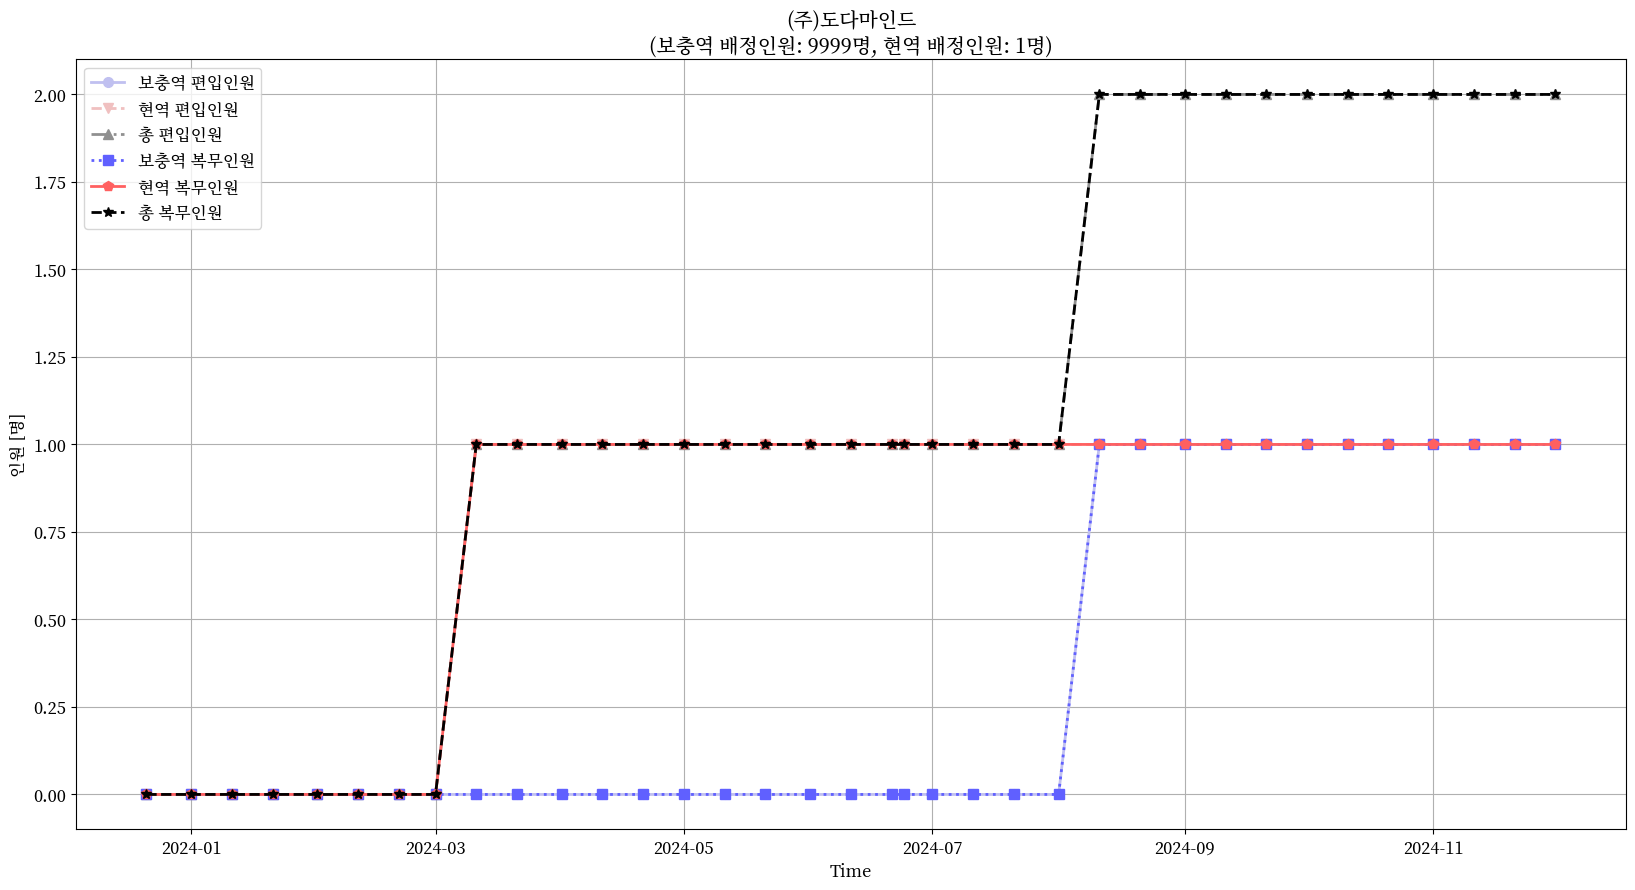 (주)도다마인드
(보충역 배정인원: 9999명, 현역 배정인원: 1명)
보충역 편입인원
현역 편입인원
총 편입인원
보충역 복무인원
현역 복무인원
총 복무인원
인원 [명]
2.00
1.75
1.50
1.25
1.00
0.75
0.50
0.25
0.00
2024-01 2024-03 2024-05 2024-07 2024-09 2024-11
Time